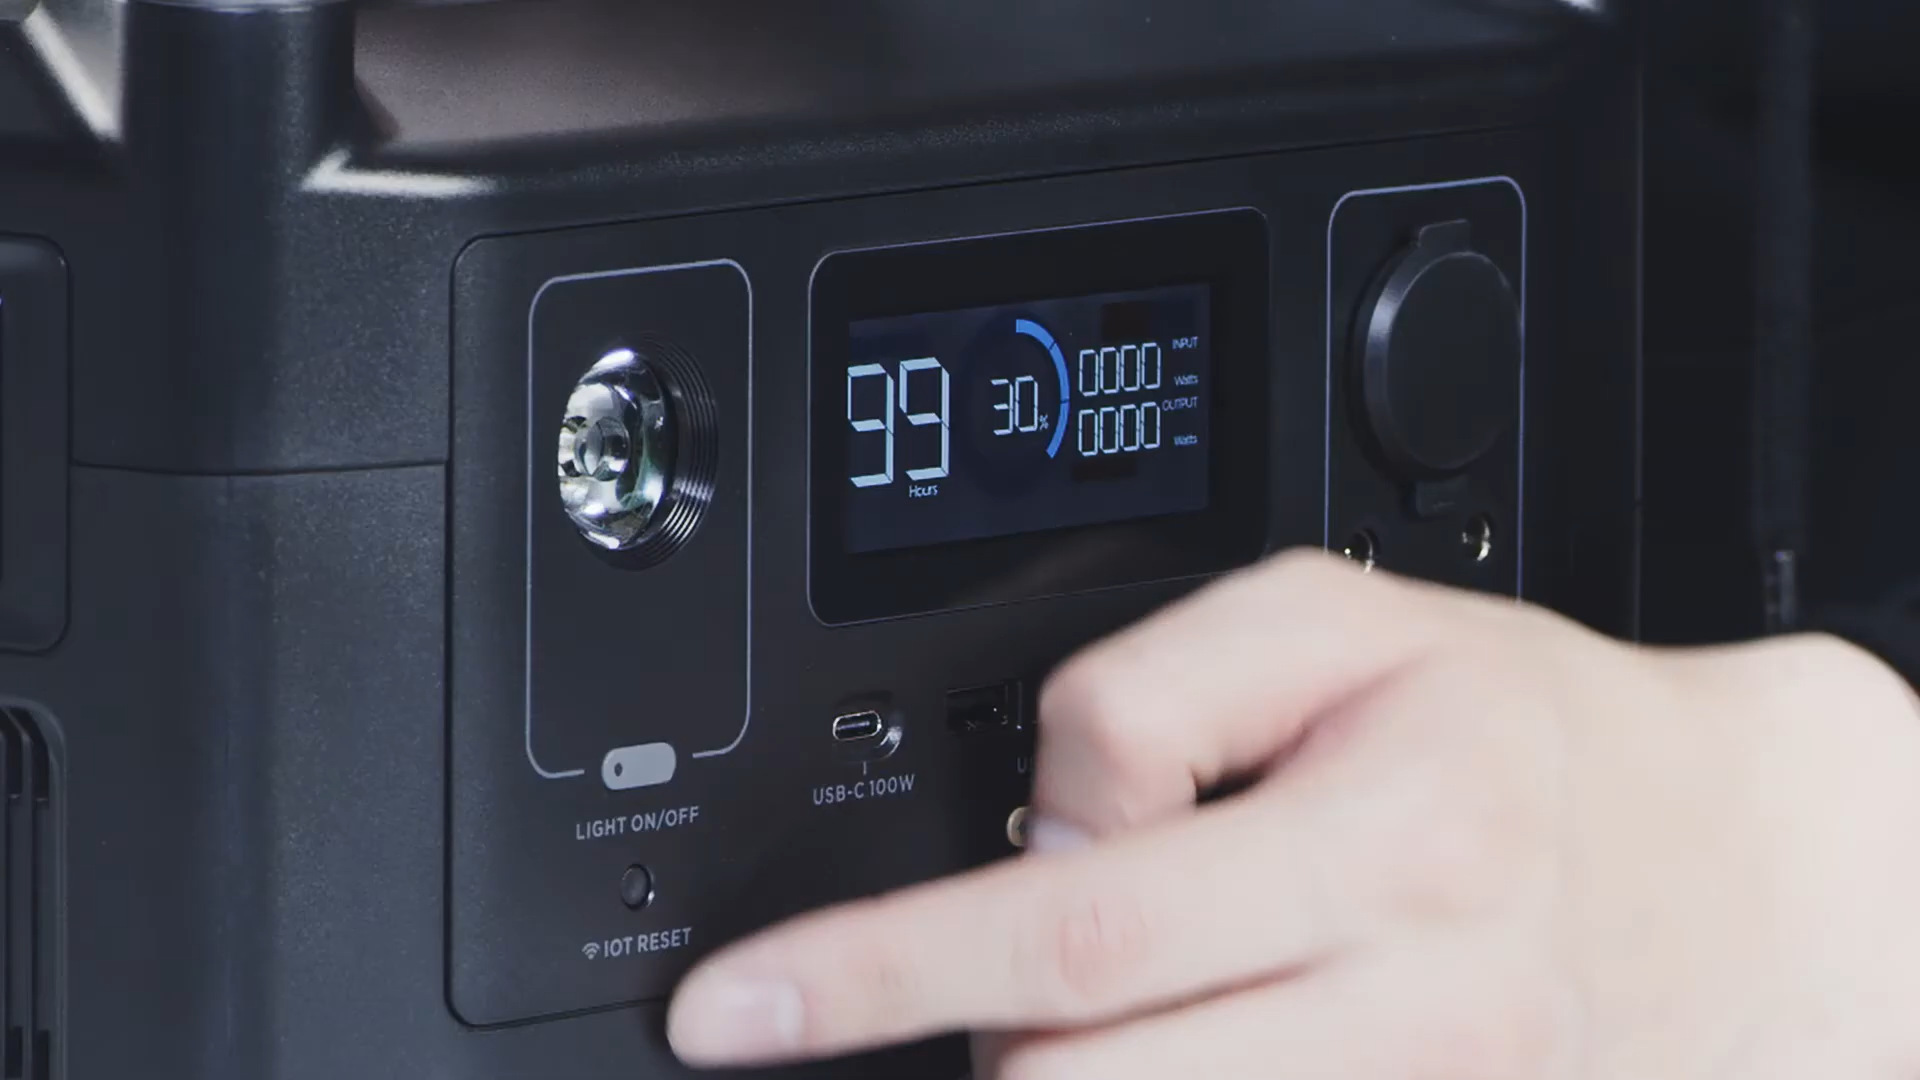 99
Hours
30%
0000
INPUT
Watts
0000
OUTPUT
Watts
USB-C 100W
LIGHT ON/OFF
IOT RESET